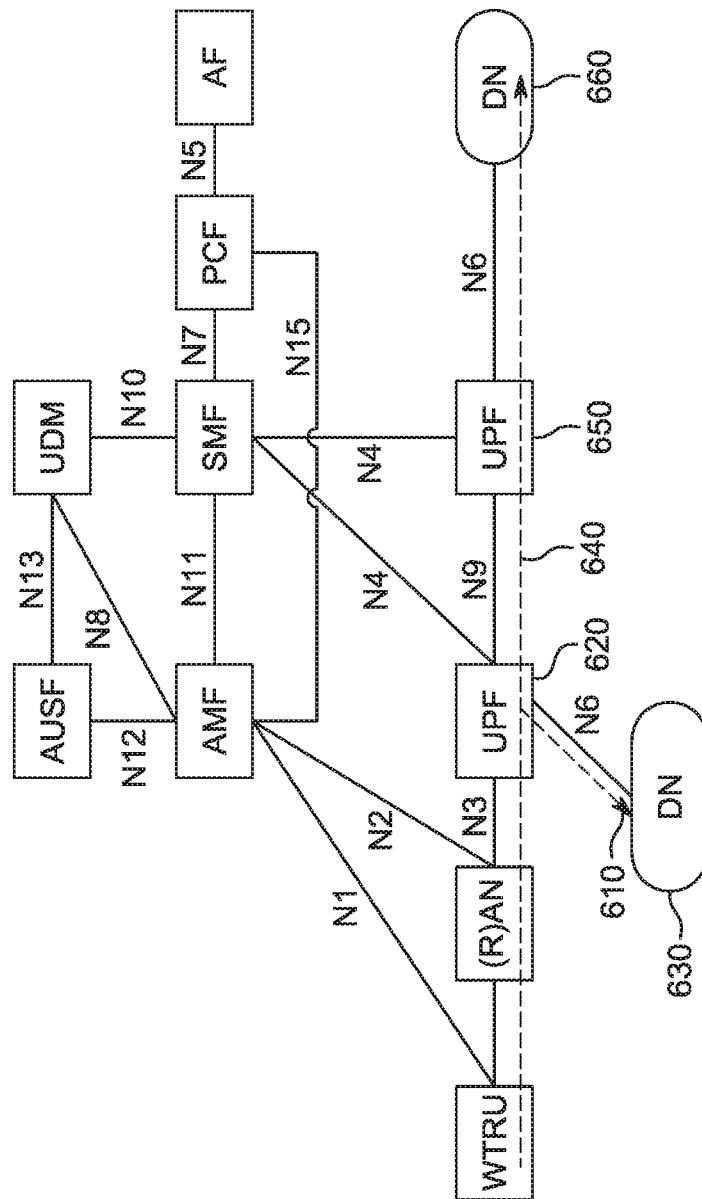 AUSF
N13
UDM
N12
N8
N10
AMF
N11
SMF
N7
PCF
N5
AF
N15
N1
N2
N4
N4
WTRU
(R)AN
N3
UPF
N9
UPF
N6
DN
620
640
650
660
N6
610
DN
630